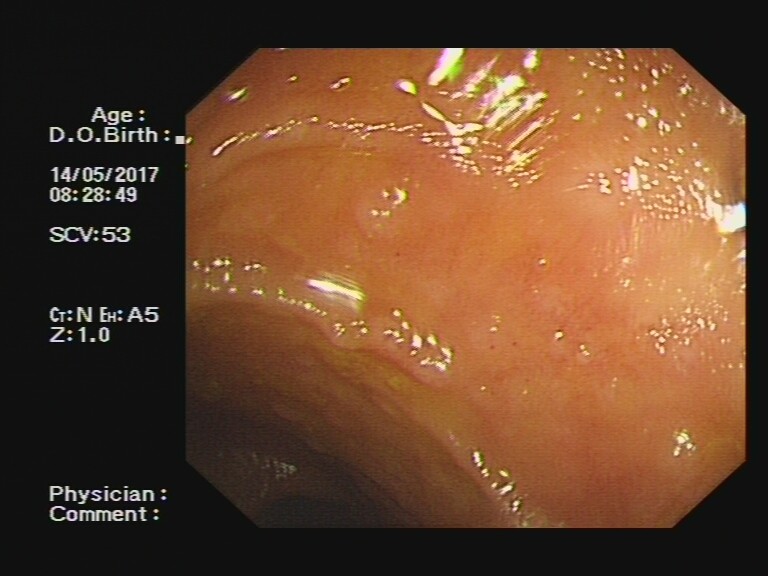 Age:
D.O.Birth:
14/05/2017
08:28:49
SCV:53
Ct:N Eh:A5
Z:1.0
Physician:
Comment: